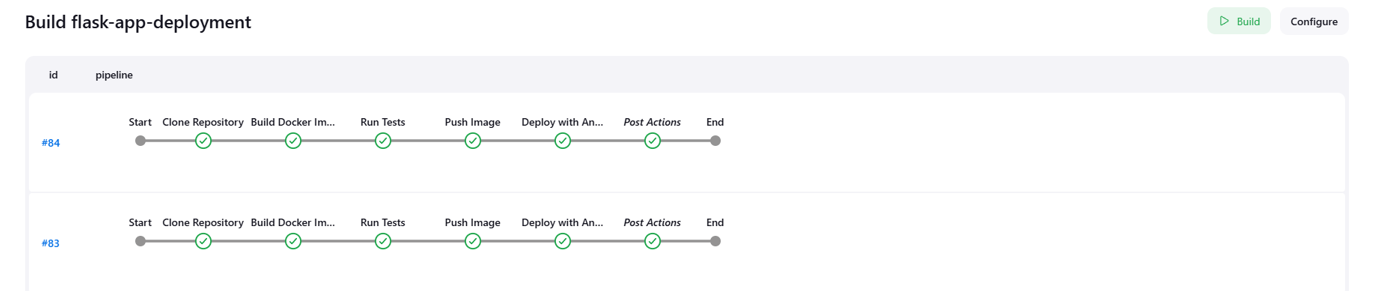 Build flask-app-deployment
Build
Configure
id pipeline
Start Clone Repository Build Docker Im... Run Tests Push Image Deploy with An... Post Actions End
#84
Start Clone Repository Build Docker Im... Run Tests Push Image Deploy with An... Post Actions End
#83